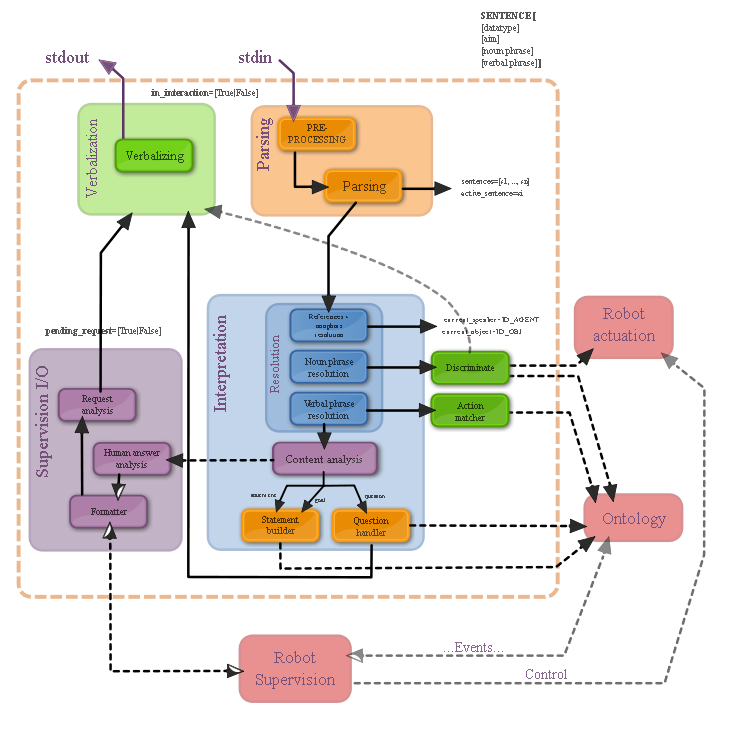 SENTENCE [
[datatype]
[aim]
[noun phrase]
[verbal phrase]]
stdout
stdin
in_interaction=[True|False]
Verbalization
Verbalizing
Parsing
PRE-
PROCESSING
Parsing
sentences=[s1, ..., sn]
active_sentence=si
pending_request=[True|False]
Supervision I/O
Request
analysis
Human answer
analysis
Formatter
Interpretation
Resolution
References +
anaphora
resolution
current_speaker=ID_AGENT
current_object=ID_OBJ
Noun phrase
resolution
Discriminate
Verbal phrase
resolution
Action
matcher
Content analysis
goal
question
Statement
builder
Question
handler
Robot
actuation
Ontology
Robot
Supervision
...Events...
Control